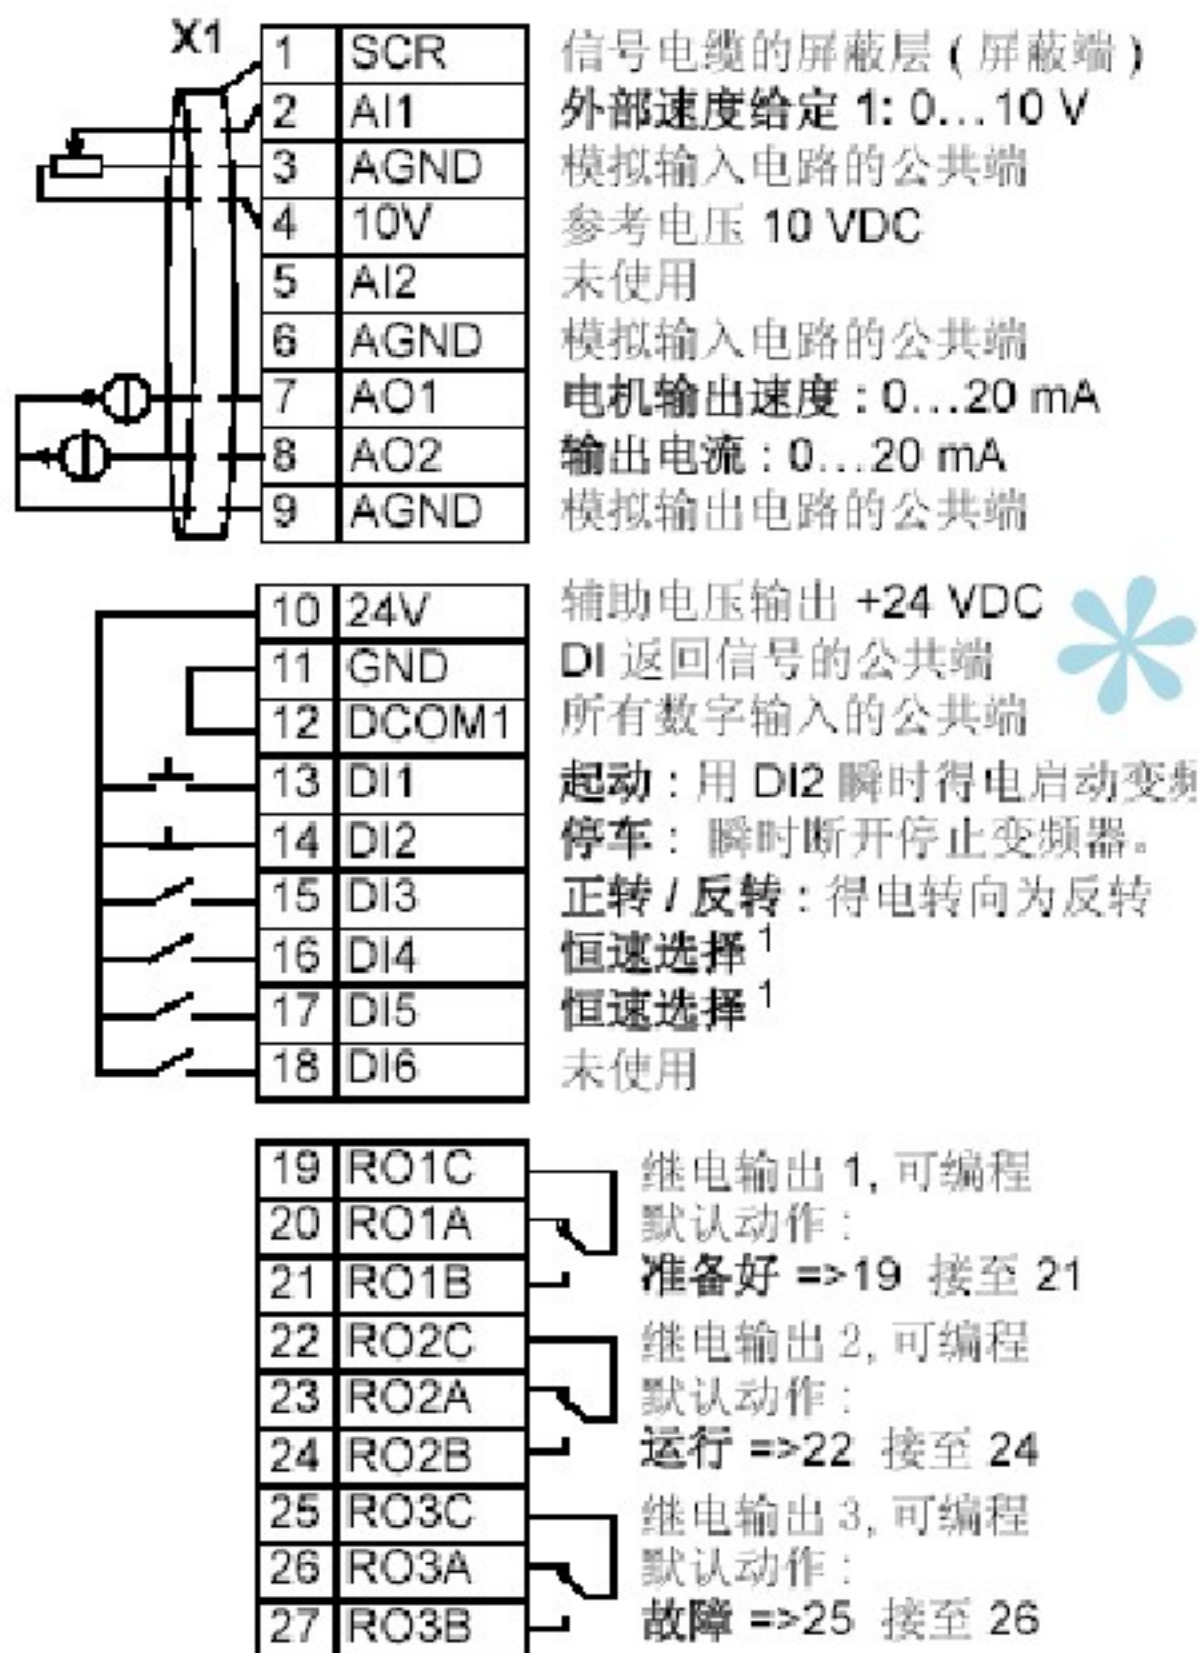 X1
1 SCR 信号电缆的屏蔽层 ( 屏蔽端 )
2 AI1 外部速度给定 1: 0…10 V
3 AGND 模拟输入电路的公共端
4 10V 参考电压 10 VDC
5 AI2 未使用
6 AGND 模拟输入电路的公共端
7 AO1 电机输出速度 : 0…20 mA
8 AO2 输出电流 : 0…20 mA
9 AGND 模拟输出电路的公共端
10 24V 辅助电压输出 +24 VDC
11 GND DI 返回信号的公共端
12 DCOM1 所有数字输入的公共端
13 DI1 起动 : 用 DI2 瞬时得电启动变频
14 DI2 停车 : 瞬时断开停止变频器。
15 DI3 正转 / 反转 : 得电转向为反转
16 DI4 恒速选择 1
17 DI5 恒速选择 1
18 DI6 未使用
19 RO1C 继电输出 1, 可编程
20 RO1A 默认动作 :
21 RO1B 准备好 =>19 接至 21
22 RO2C 继电输出 2, 可编程
23 RO2A 默认动作 :
24 RO2B 运行 =>22 接至 24
25 RO3C 继电输出 3, 可编程
26 RO3A 默认动作 :
27 RO3B 故障 =>25 接至 26